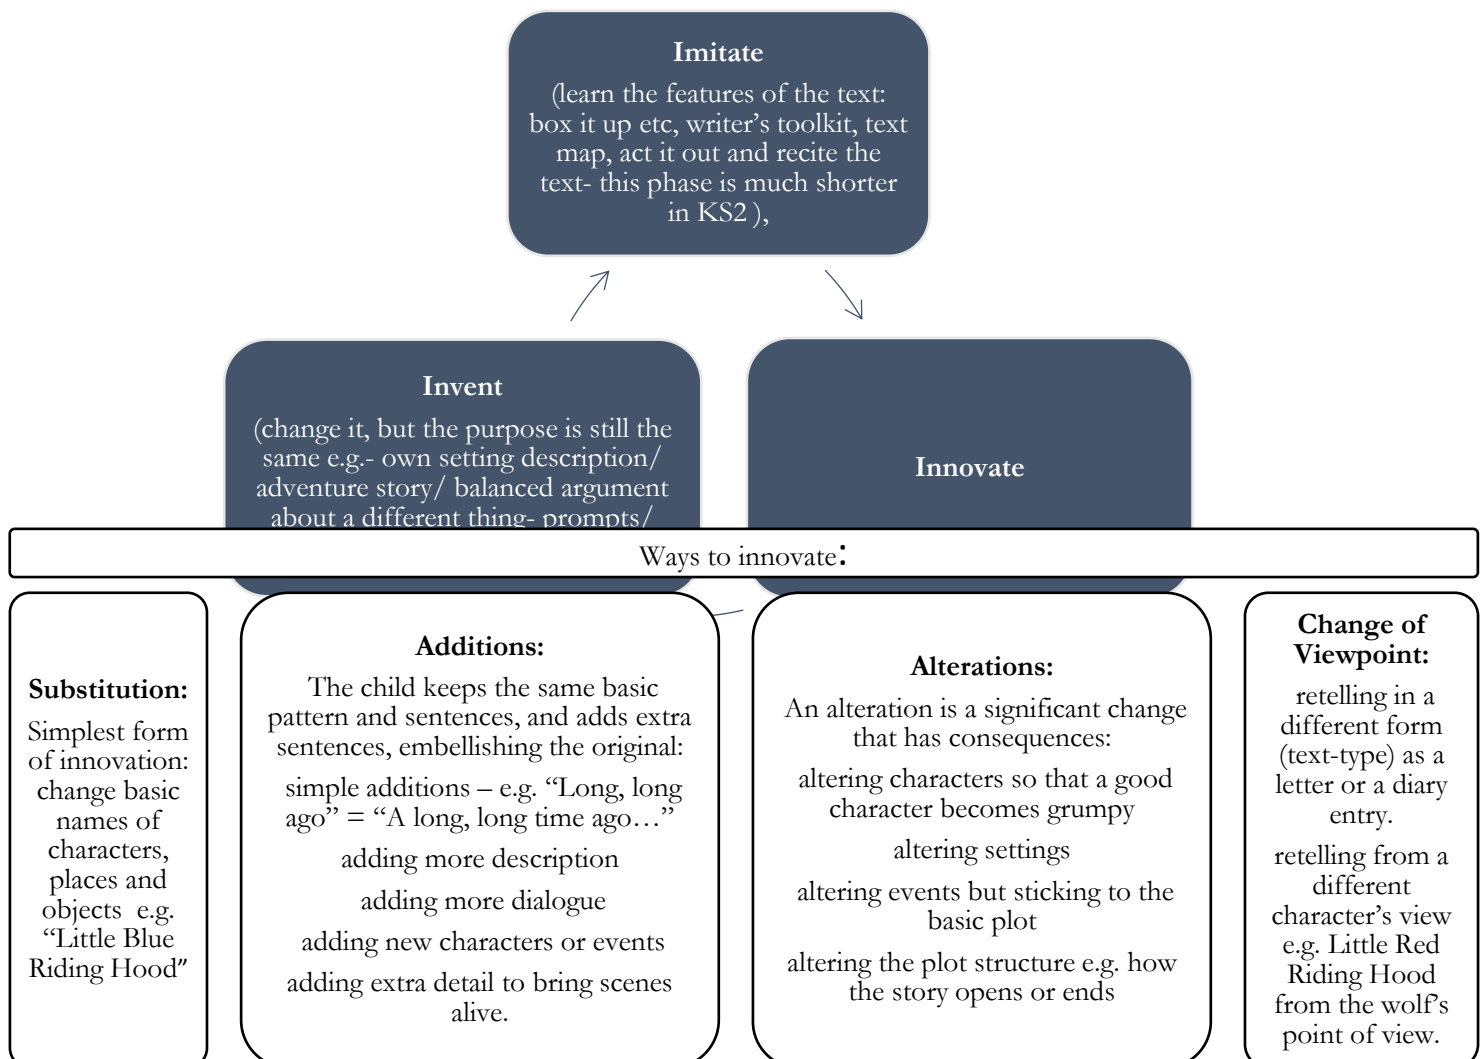 Imitate
(learn the features of the text:
box it up etc, writer’s toolkit, text
map, act it out and recite the
text- this phase is much shorter
in KS2 ),
Invent
(change it, but the purpose is still the
same e.g.- own setting description/
adventure story/ balanced argument
about a different thing- prompts/
Innovate
Ways to innovate:
Substitution:
Simplest form
of innovation:
change basic
names of
characters,
places and
objects e.g.
“Little Blue
Riding Hood”
Additions:
The child keeps the same basic
pattern and sentences, and adds extra
sentences, embellishing the original:
simple additions – e.g. “Long, long
ago” = “A long, long time ago…”
adding more description
adding more dialogue
adding new characters or events
adding extra detail to bring scenes
alive.
Alterations:
An alteration is a significant change
that has consequences:
altering characters so that a good
character becomes grumpy
altering settings
altering events but sticking to the
basic plot
altering the plot structure e.g. how
the story opens or ends
Change of
Viewpoint:
retelling in a
different form
(text-type) as a
letter or a diary
entry.
retelling from a
different
character’s view
e.g. Little Red
Riding Hood
from the wolf’s
point of view.